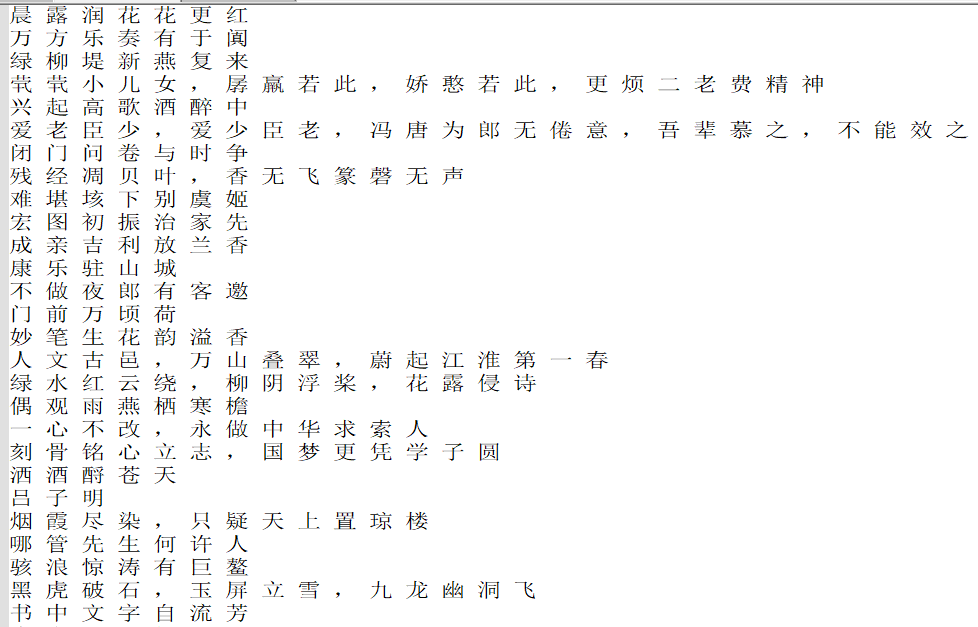 晨 露 润 花 花 更 红
万 方 乐 奏 有 于 阗
绿 柳 堤 新 燕 复 来
茕 茕 小 儿 女 ， 孱 羸 若 此 ， 娇 憨 若 此 ， 更 烦 二 老 费 精 神
兴 起 高 歌 酒 醉 中
爱 老 臣 少 ， 爱 少 臣 老 ， 冯 唐 为 郎 无 倦 意 ， 吾 辈 慕 之 ， 不 能 效 之
闭 门 问 卷 与 时 争
残 经 凋 贝 叶 ， 香 无 飞 篆 磬 无 声
难 堪 垓 下 别 虞 姬
宏 图 初 振 治 家 先
成 亲 吉 利 放 兰 香
康 乐 驻 山 城
不 做 夜 郎 有 客 邀
门 前 万 顷 荷
妙 笔 生 花 韵 溢 香
人 文 古 邑 ， 万 山 叠 翠 ， 蔚 起 江 淮 第 一 春
绿 水 红 云 绕 ， 柳 阴 浮 桨 ， 花 露 侵 诗
偶 观 雨 燕 栖 寒 檐
一 心 不 改 ， 永 做 中 华 求 索 人
刻 骨 铭 心 立 志 ， 国 梦 更 凭 学 子 圆
洒 酒 酹 苍 天
吕 子 明
烟 霞 尽 染 ， 只 疑 天 上 置 琼 楼
哪 管 先 生 何 许 人
骇 浪 惊 涛 有 巨 鳌
黑 虎 破 石 ， 玉 屏 立 雪 ， 九 龙 幽 洞 飞
书 中 文 字 自 流 芳